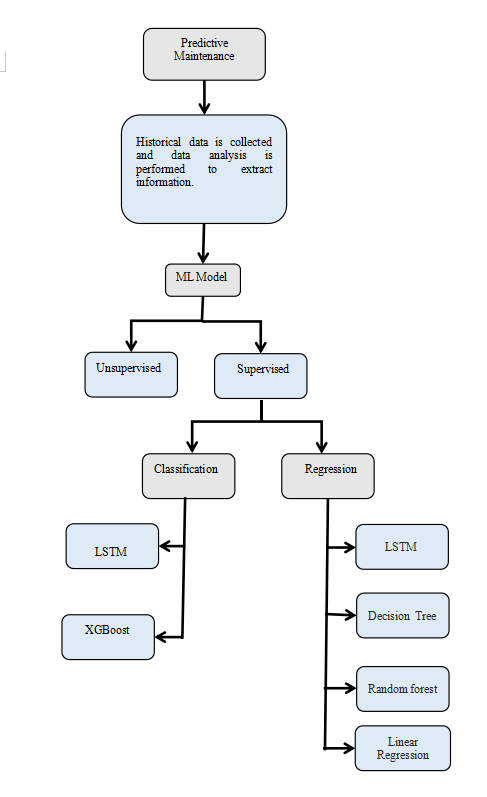 Predictive
Maintenance
Historical data is collected
and data analysis is
performed to extract
information.
ML Model
Unsupervised
Supervised
Classification
Regression
LSTM
LSTM
XGBoost
Decision Tree
Random forest
Linear
Regression